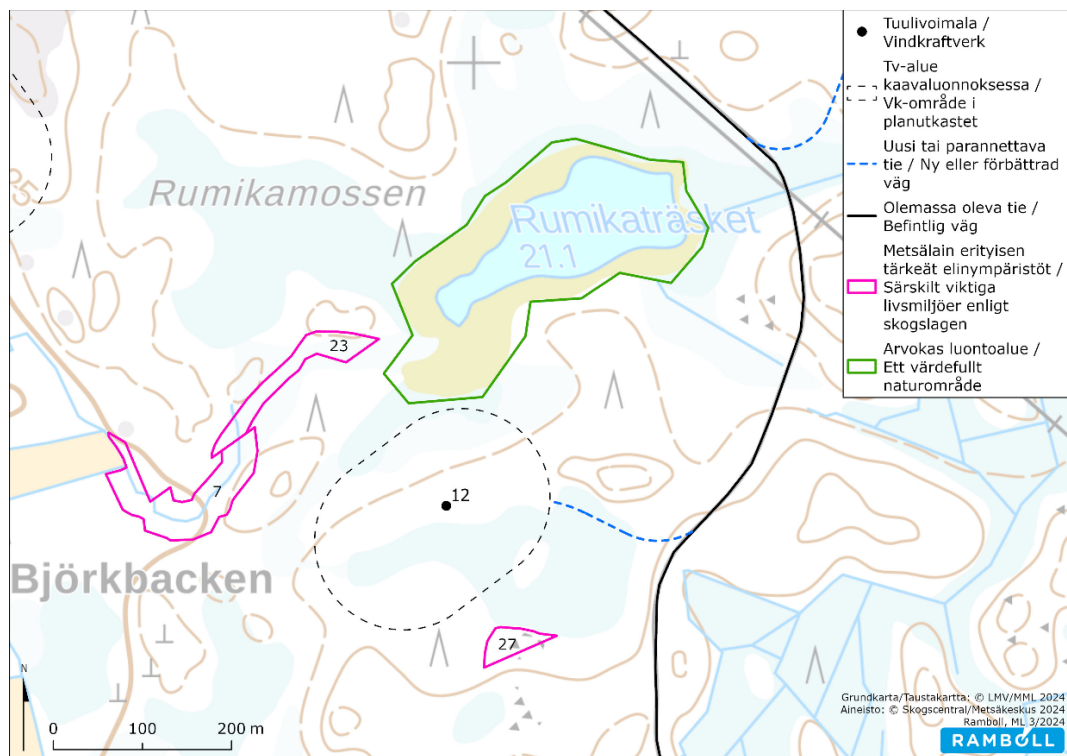 Tuulivoimala /
Vindkraftverk
Tv-alue
kaavaluonnoksessa /
Vk-område i
planutkastet
Uusi tai parannettava
tie / Ny eller förbättrad
väg
Olemassa oleva tie /
Befintlig väg
Metsälain erityisen
tärkeät elinympäristöt /
Särskilt viktiga
livsmiljöer enligt
skogslagen
Arvokas luontoalue /
Ett värdefullt
naturområde
Rumikamossen
Rumikaträsket
21.1
23
7
12
Björkbacken
27
N
0 100 200 m
Grundkarta/Taustakartta: © LMV/MML 2024
Aineisto: © Skogscentral/Metsäkeskus 2024
Ramboll, ML 3/2024
RAMBOLL